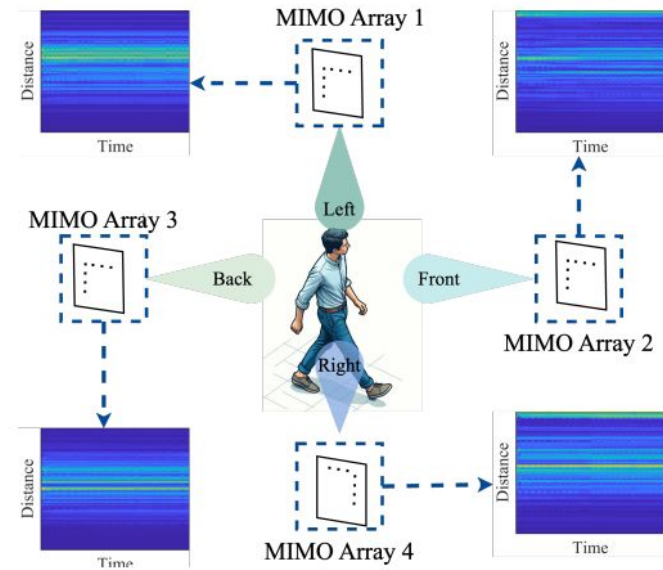 MIMO Array 1
Distance
Time
Distance
Time
Left
MIMO Array 3
Back
Front
MIMO Array 2
Right
Distance
Time
MIMO Array 4
Distance
Time